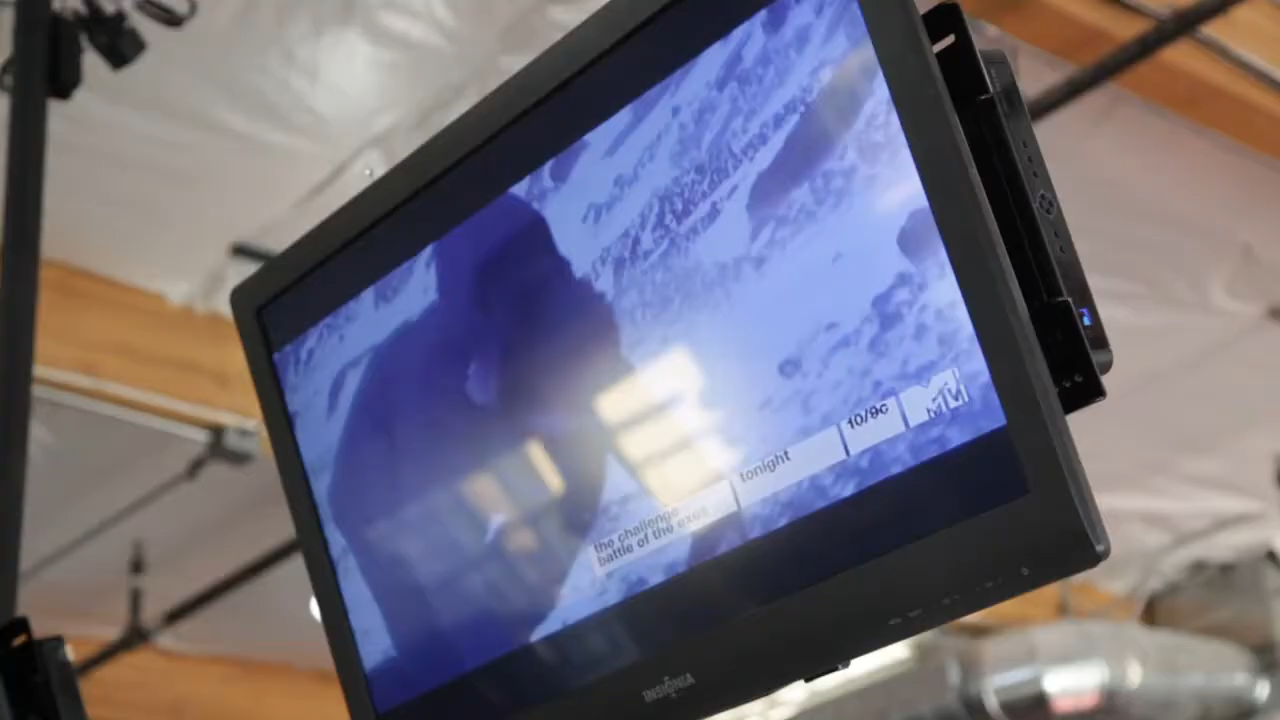 the challenge
battle of the exes
tonight
10/9c
MTV
INSIGNIA